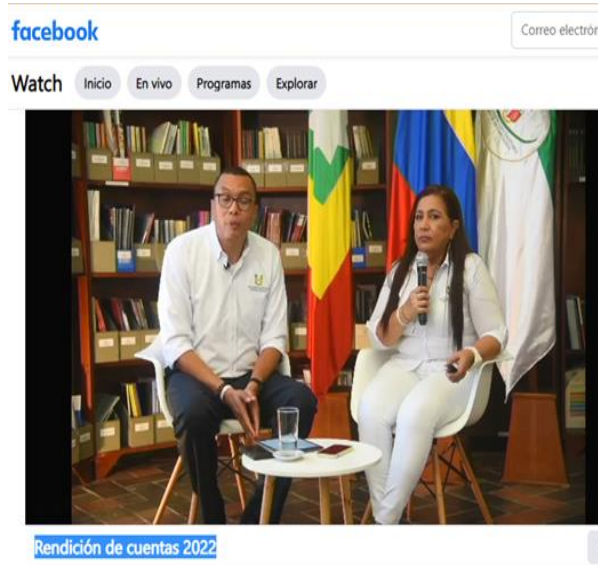 facebook
Correo electrón
Watch
Inicio
En vivo
Programas
Explorar
Rendición de cuentas 2022